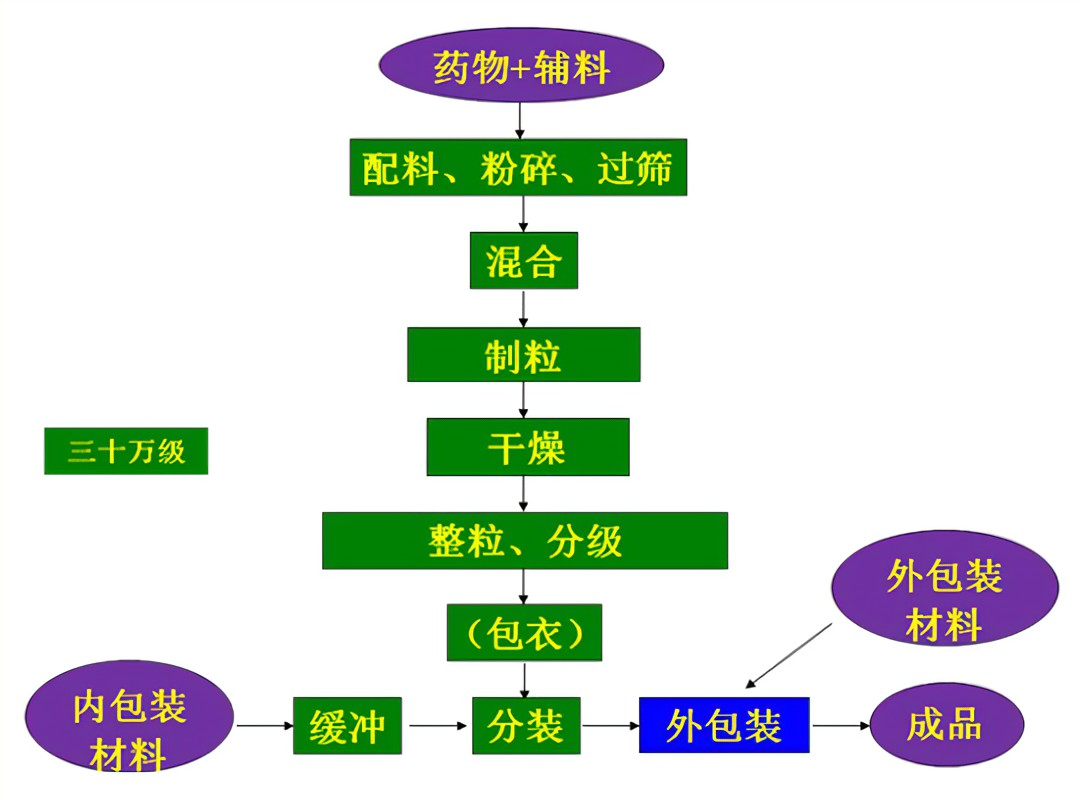 药物+辅料
配料、粉碎、过筛
混合
制粒
三十万级
干燥
整粒、分级
外包装
材料
（包衣）
内包装
材料
缓冲
分装
外包装
成品